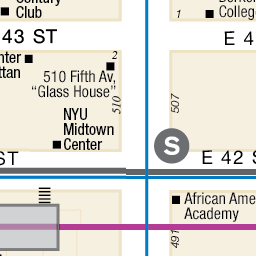 Club
1
College
43 ST
E 4
2
510 Fifth Av,
"Glass House"
510
507
NYU
Midtown
Center
S
ST
E 42 S
African Ame
Academy
491